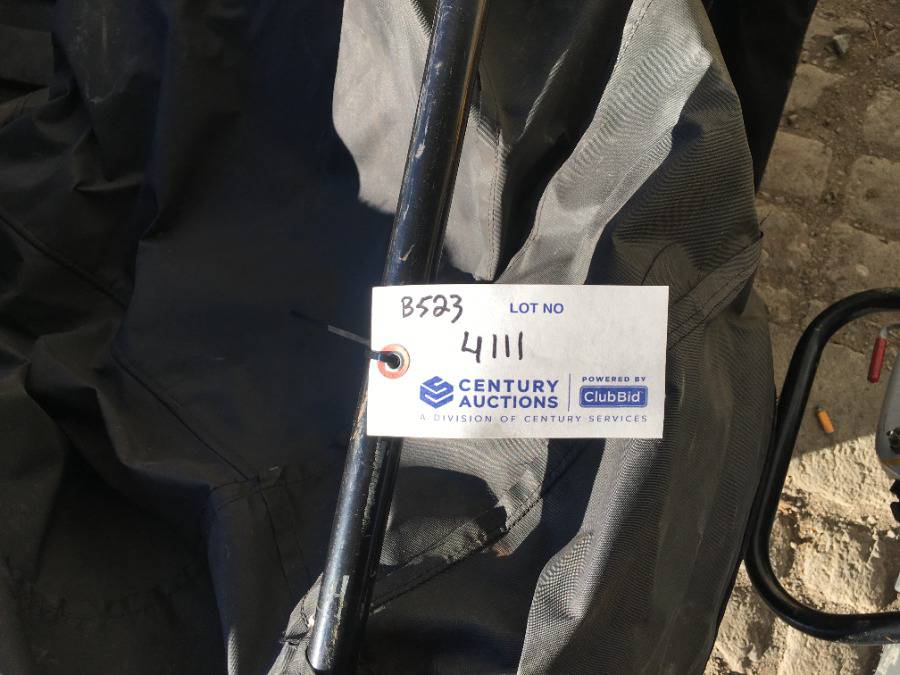 B523 LOT NO
4111
CENTURY AUCTIONS
POWERED BY
ClubBid
A DIVISION OF CENTURY SERVICES